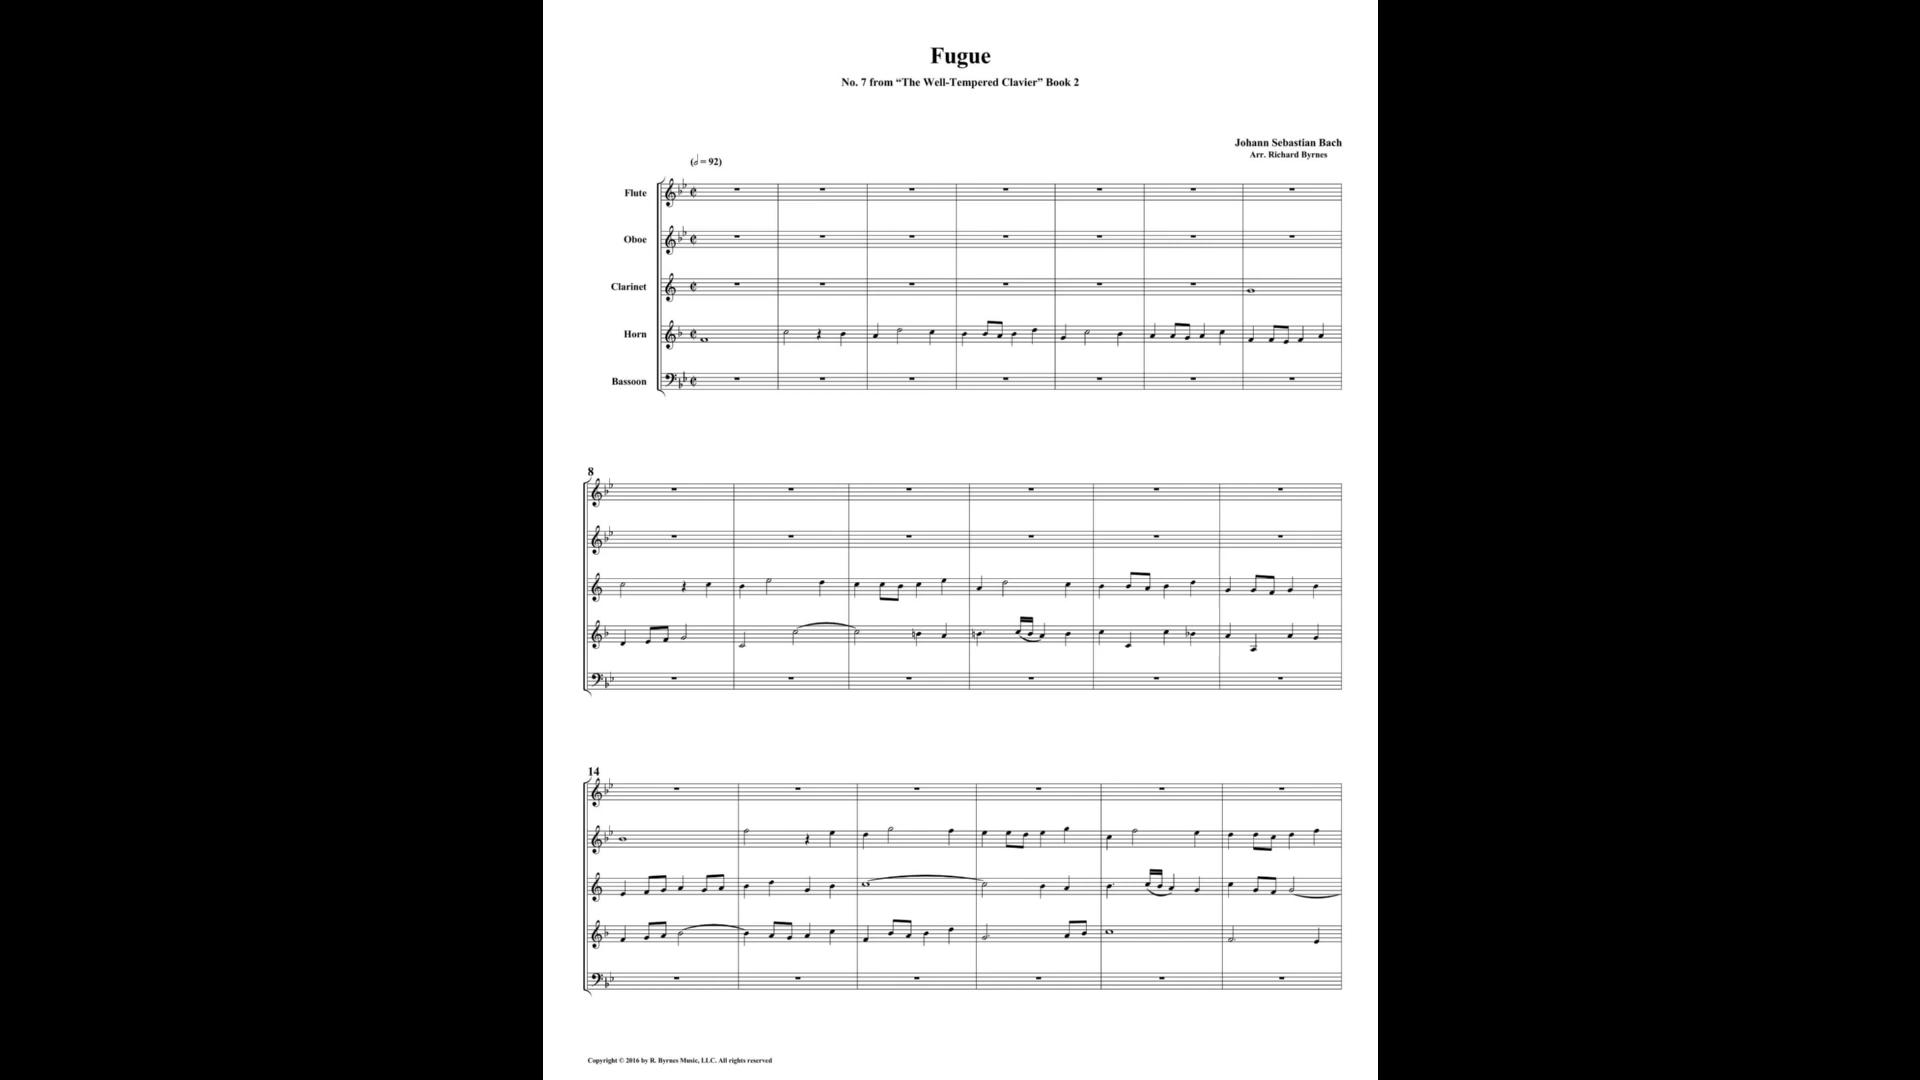 Fugue
No. 7 from “The Well-Tempered Clavier” Book 2
Johann Sebastian Bach
Arr. Richard Byrnes
(𝅗𝅥 = 92)
Flute
Oboe
Clarinet
Horn
Bassoon
8
14
Copyright © 2016 by R. Byrnes Music, LLC. All rights reserved